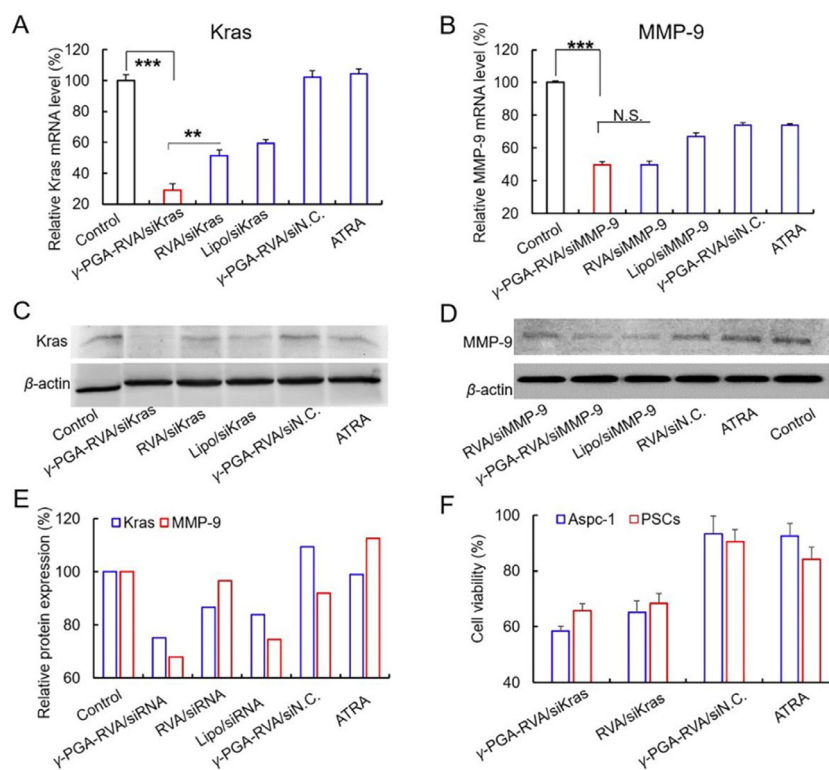 A
Kras
Relative Kras mRNA level (%)
120
100
80
60
40
20
***
**
Control
γ-PGA-RVA/siKras
RVA/siKras
Lipo/siKras
γ-PGA-RVA/siN.C.
ATRA
B
MMP-9
Relative MMP-9 mRNA level (%)
120
100
80
60
40
20
***
N.S.
Control
γ-PGA-RVA/siMMP-9
RVA/siMMP-9
Lipo/siMMP-9
γ-PGA-RVA/siN.C.
ATRA
C
Kras
β-actin
Control
γ-PGA-RVA/siKras
RVA/siKras
Lipo/siKras
γ-PGA-RVA/siN.C.
ATRA
D
MMP-9
β-actin
RVA/siMMP-9
γ-PGA-RVA/siMMP-9
Lipo/siMMP-9
RVA/siN.C.
ATRA
Control
E
Relative protein expression (%)
120
100
80
60
Kras MMP-9
Control
γ-PGA-RVA/siRNA
RVA/siRNA
Lipo/siRNA
γ-PGA-RVA/siN.C.
ATRA
F
Cell viability (%)
100
80
60
40
Aspc-1 PSCs
γ-PGA-RVA/siKras
RVA/siKras
γ-PGA-RVA/siN.C.
ATRA